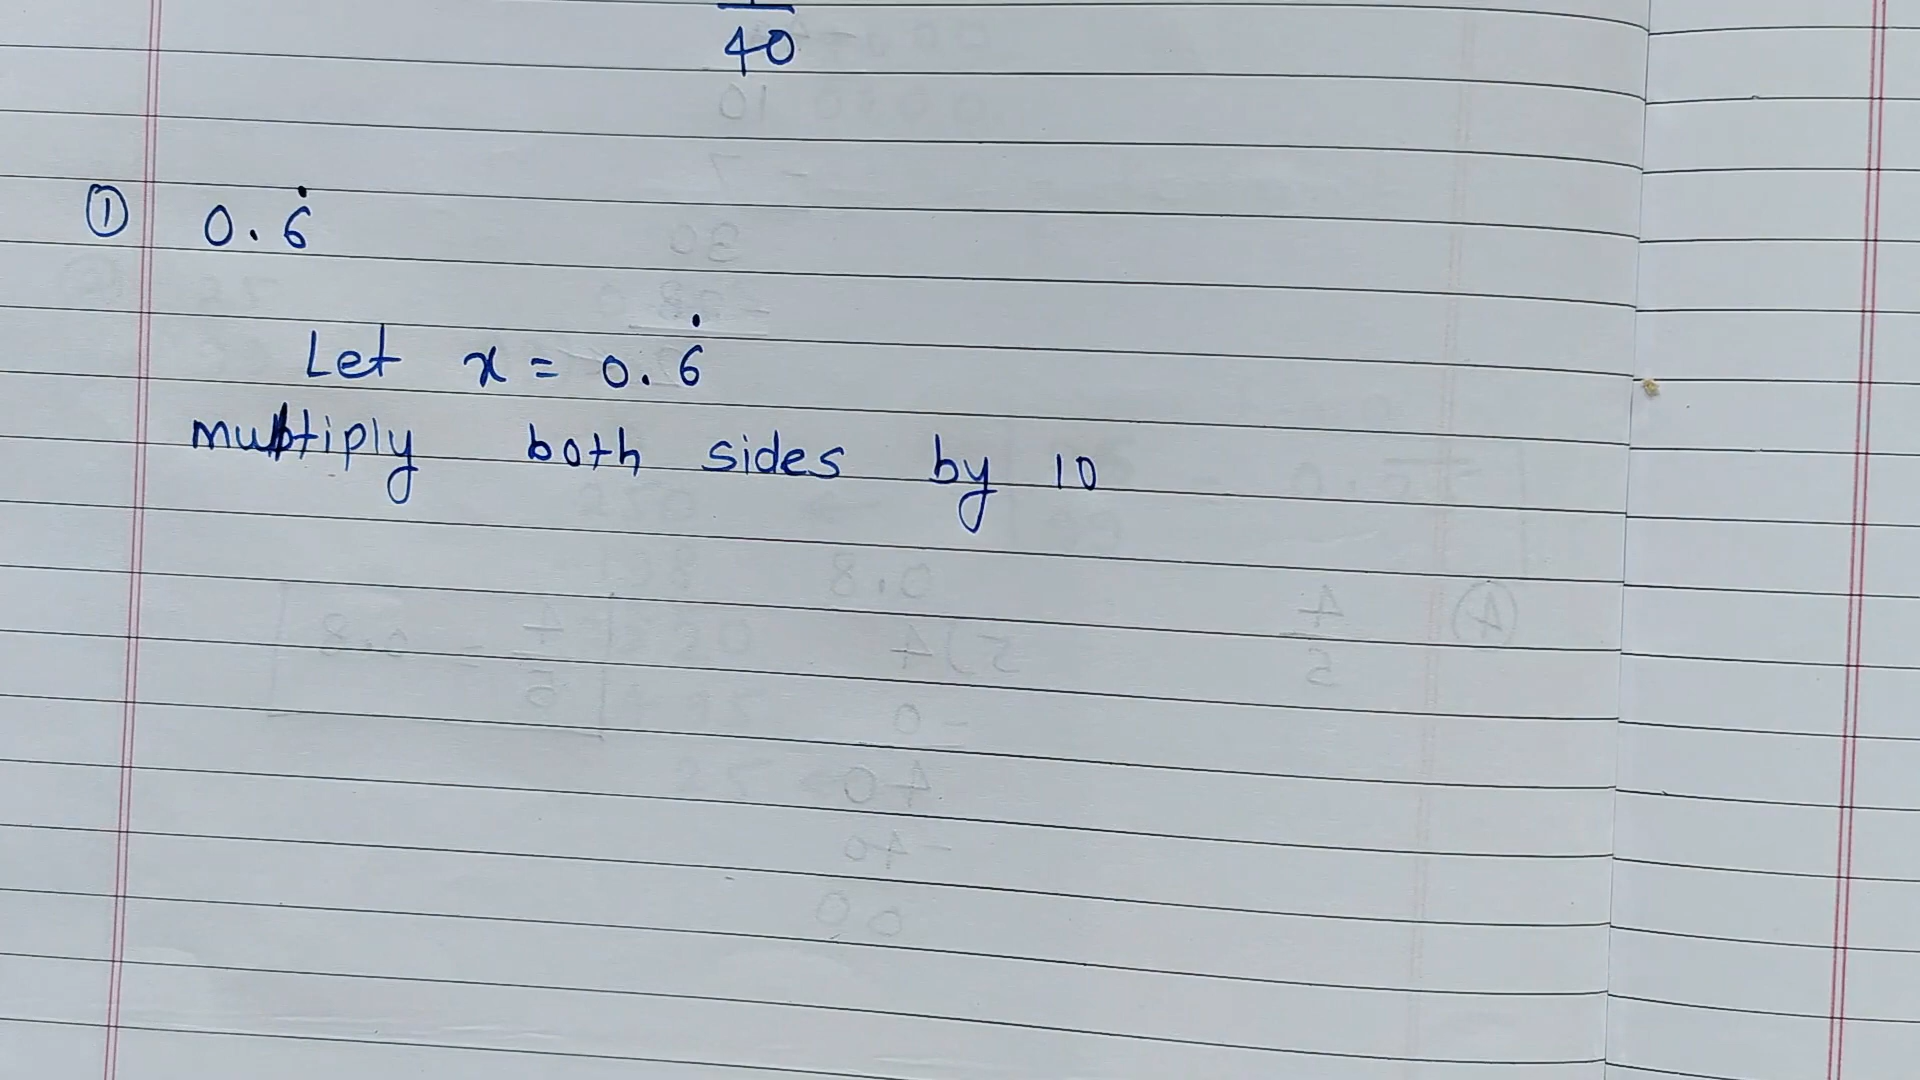 40
① 0.6̇
Let x = 0.6̇
multiply both sides by 10